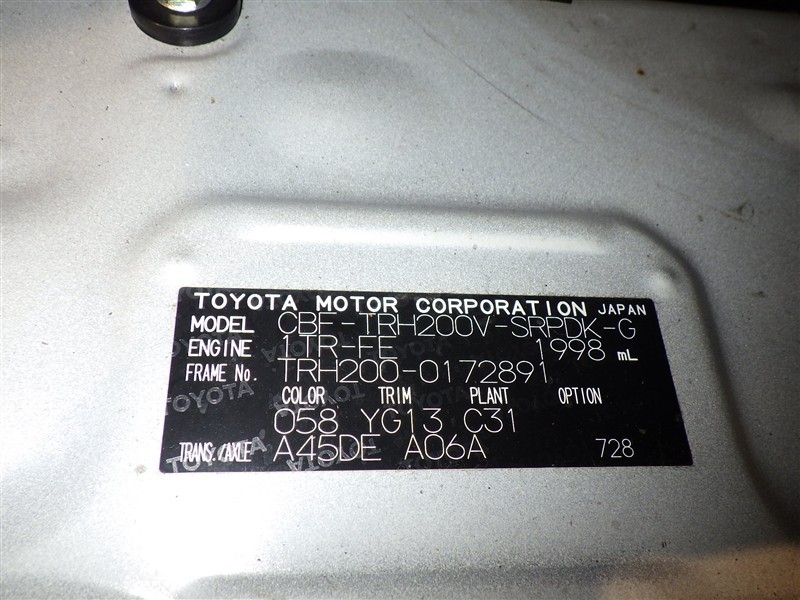 TOYOTA MOTOR CORPORATION JAPAN
MODEL CBF-TRH200V-SRPDK-G
ENGINE 1TR-FE 1998 mL
FRAME No. TRH200-0172891
COLOR TRIM PLANT OPTION
058 YG13 C31
TRANS./AXLE A45DE A06A 728